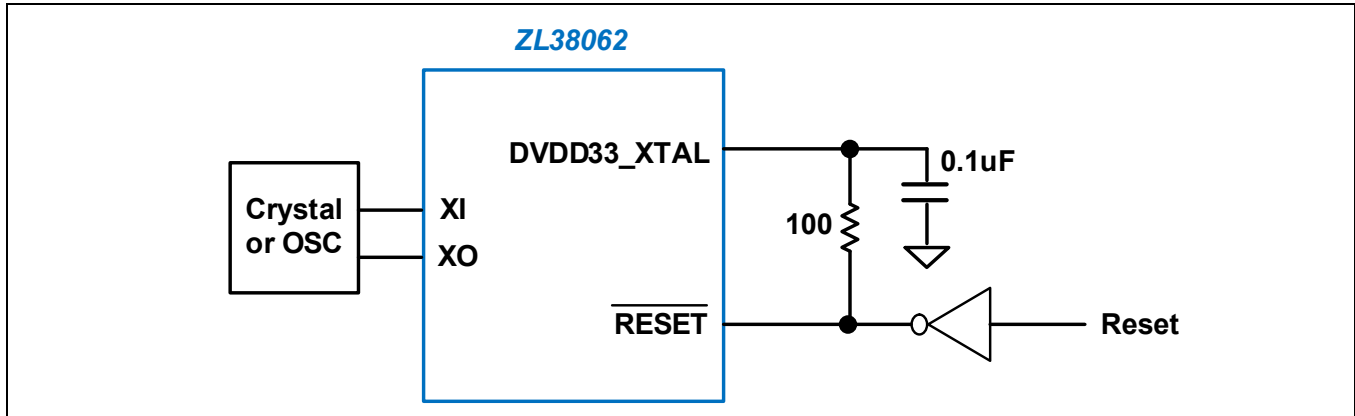 ZL38062
DVDD33_XTAL
0.1uF
Crystal
or OSC
XI
XO
100
RESET
Reset